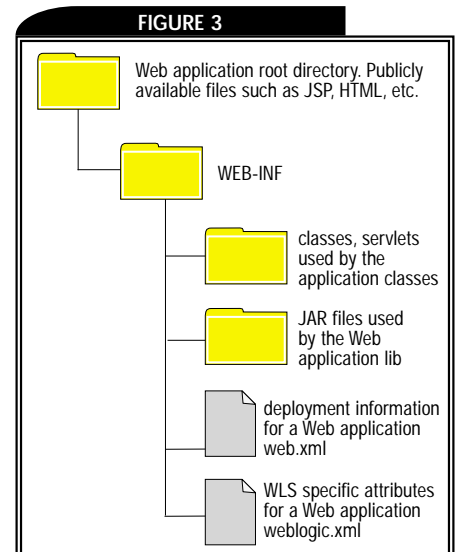 FIGURE 3
Web application root directory. Publicly
available files such as JSP, HTML, etc.
WEB-INF
classes, servlets
used by the
application classes
JAR files used
by the Web
application lib
deployment information
for a Web application
web.xml
WLS specific attributes
for a Web application
weblogic.xml